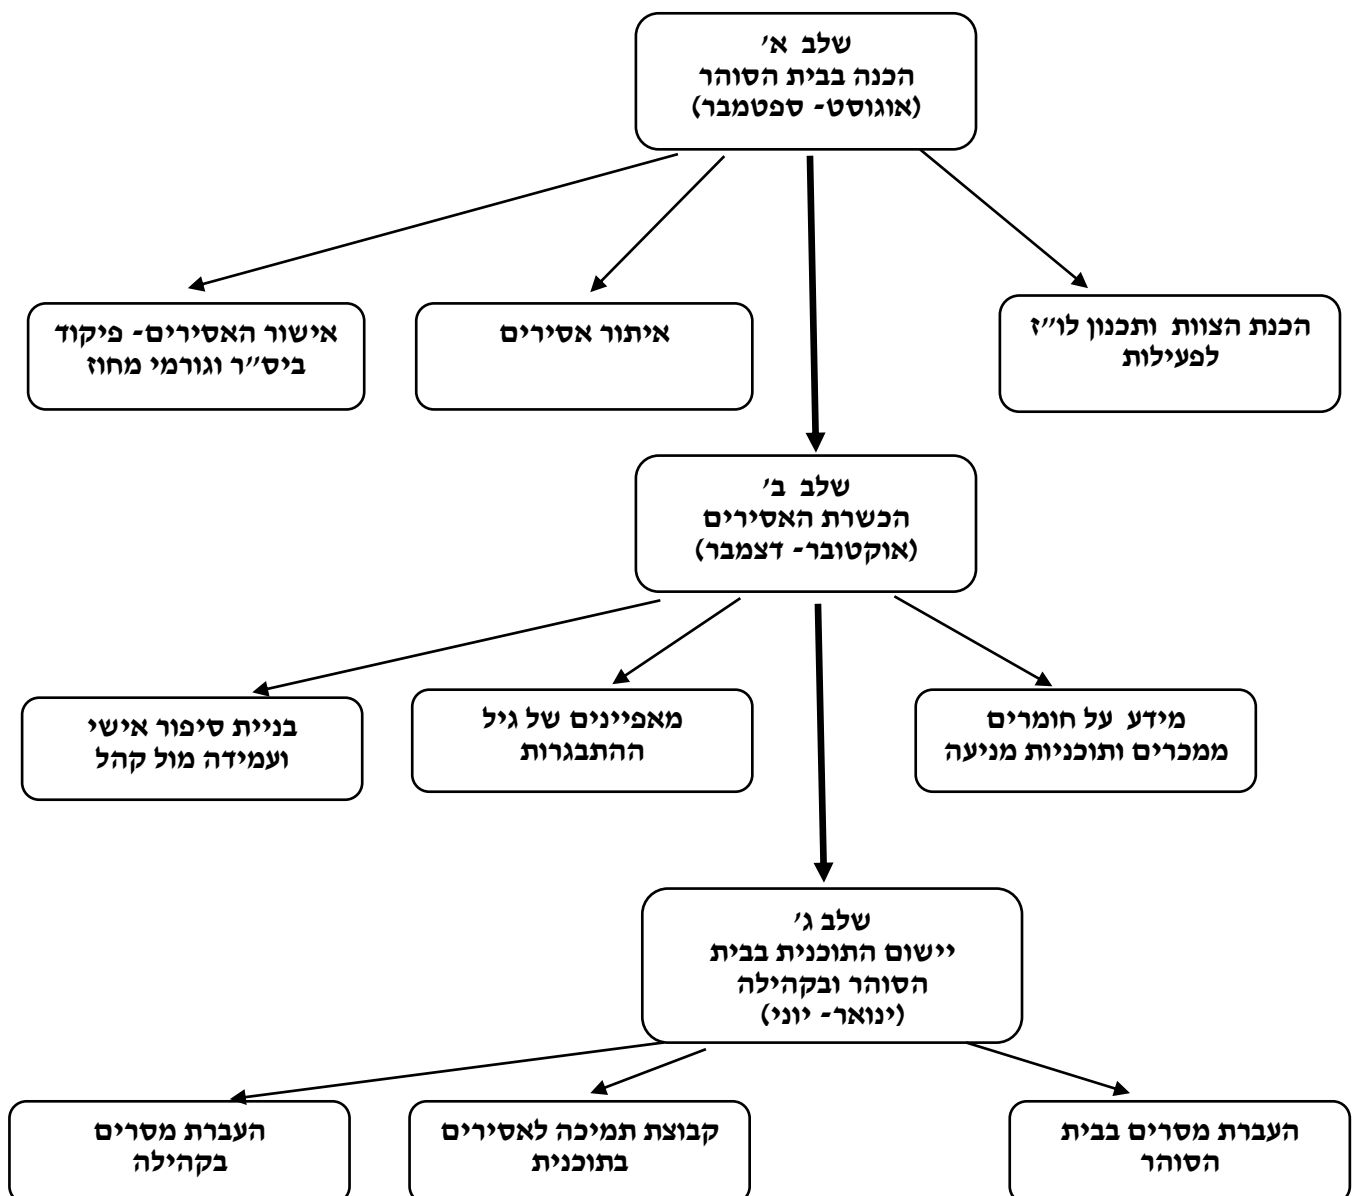 שלב א׳
הכנה בבית הסוהר
(אוגוסט- ספטמבר)
הכנת הצוות ותכנון לו״ז
לפעילות
איתור אסירים
אישור האסירים- פיקוד
ביס״ר וגורמי מחוז
שלב ב׳
הכשרת האסירים
(אוקטובר- דצמבר)
מידע על חומרים
ממכרים ותוכניות מניעה
מאפיינים של גיל
ההתבגרות
בניית סיפור אישי
ועמידה מול קהל
שלב ג׳
יישום התוכנית בבית
הסוהר ובקהילה
(ינואר- יוני)
העברת מסרים בבית
הסוהר
קבוצת תמיכה לאסירים
בתוכנית
העברת מסרים
בקהילה